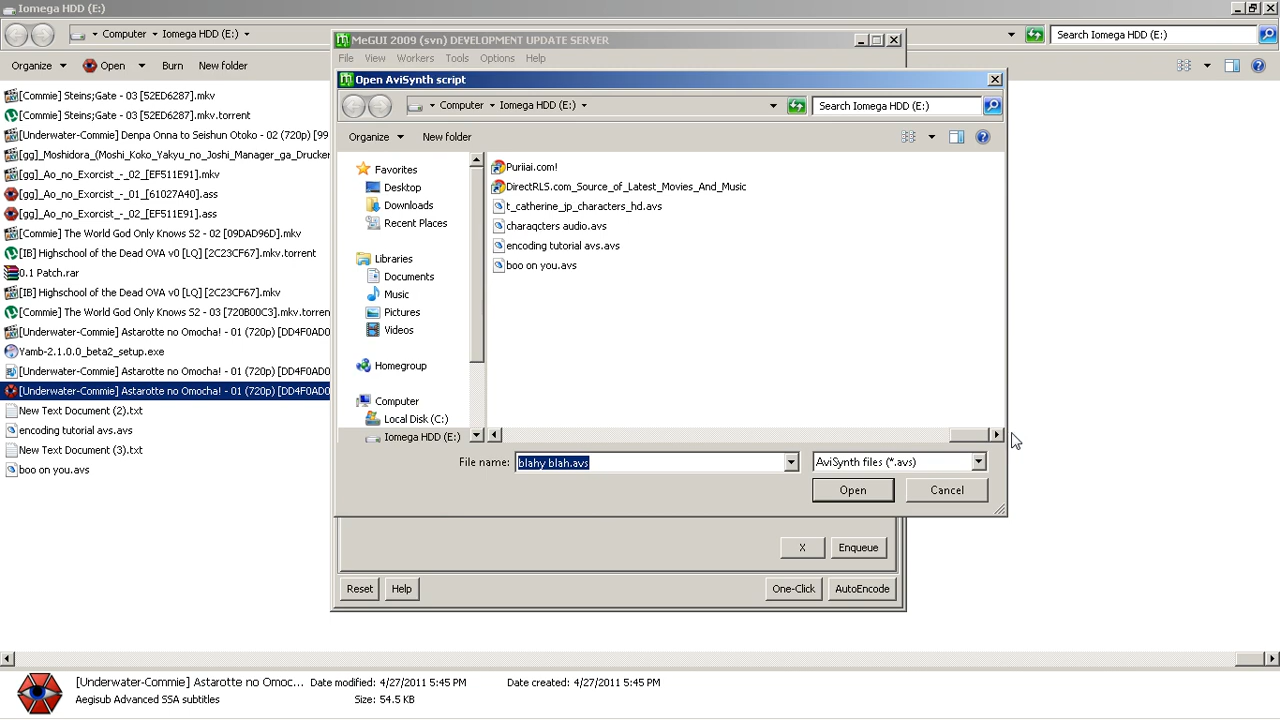 Iomega HDD (E:)
Computer Iomega HDD (E:)
Search Iomega HDD (E:)
Organize Open Burn New folder
[Commie] Steins;Gate - 03 [52ED6287].mkv
[Commie] Steins;Gate - 03 [52ED6287].mkv.torrent
[Underwater-Commie] Denpa Onna to Seishun Otoko - 02 (720p) [99
[gg]_Moshidora_(Moshi_Koko_Yakyu_no_Joshi_Manager_ga_Drucker
[gg]_Ao_no_Exorcist_-_02_[EF511E91].mkv
[gg]_Ao_no_Exorcist_-_01_[61027A40].ass
[gg]_Ao_no_Exorcist_-_02_[EF511E91].ass
[Commie] The World God Only Knows S2 - 02 [09DAD96D].mkv
[IB] Highschool of the Dead OVA v0 [LQ] [2C23CF67].mkv.torrent
0.1 Patch.rar
[IB] Highschool of the Dead OVA v0 [LQ] [2C23CF67].mkv
[Commie] The World God Only Knows S2 - 03 [720B00C3].mkv.torren
[Underwater-Commie] Astarotte no Omocha! - 01 (720p) [DD4F0AD0
Yamb-2.1.0.0_beta2_setup.exe
[Underwater-Commie] Astarotte no Omocha! - 01 (720p) [DD4F0AD0
[Underwater-Commie] Astarotte no Omocha! - 01 (720p) [DD4F0AD0
New Text Document (2).txt
encoding tutorial avs.avs
New Text Document (3).txt
boo on you.avs
MeGUI 2009 (svn) DEVELOPMENT UPDATE SERVER
File View Workers Tools Options Help
Open AviSynth script
Computer Iomega HDD (E:)
Search Iomega HDD (E:)
Organize New folder
Favorites
Desktop
Downloads
Recent Places
Libraries
Documents
Music
Pictures
Videos
Homegroup
Computer
Local Disk (C:)
Iomega HDD (E:)
Puriiai.com!
DirectRLS.com_Source_of_Latest_Movies_And_Music
t_catherine_jp_characters_hd.avs
charaqcters audio.avs
encoding tutorial avs.avs
boo on you.avs
File name: blahy blah.avs
AviSynth files (*.avs)
Open Cancel
X Enqueue
Reset Help One-Click AutoEncode
[Underwater-Commie] Astarotte no Omoc... Date modified: 4/27/2011 5:45 PM Date created: 4/27/2011 5:45 PM
Aegisub Advanced SSA subtitles Size: 54.5 KB